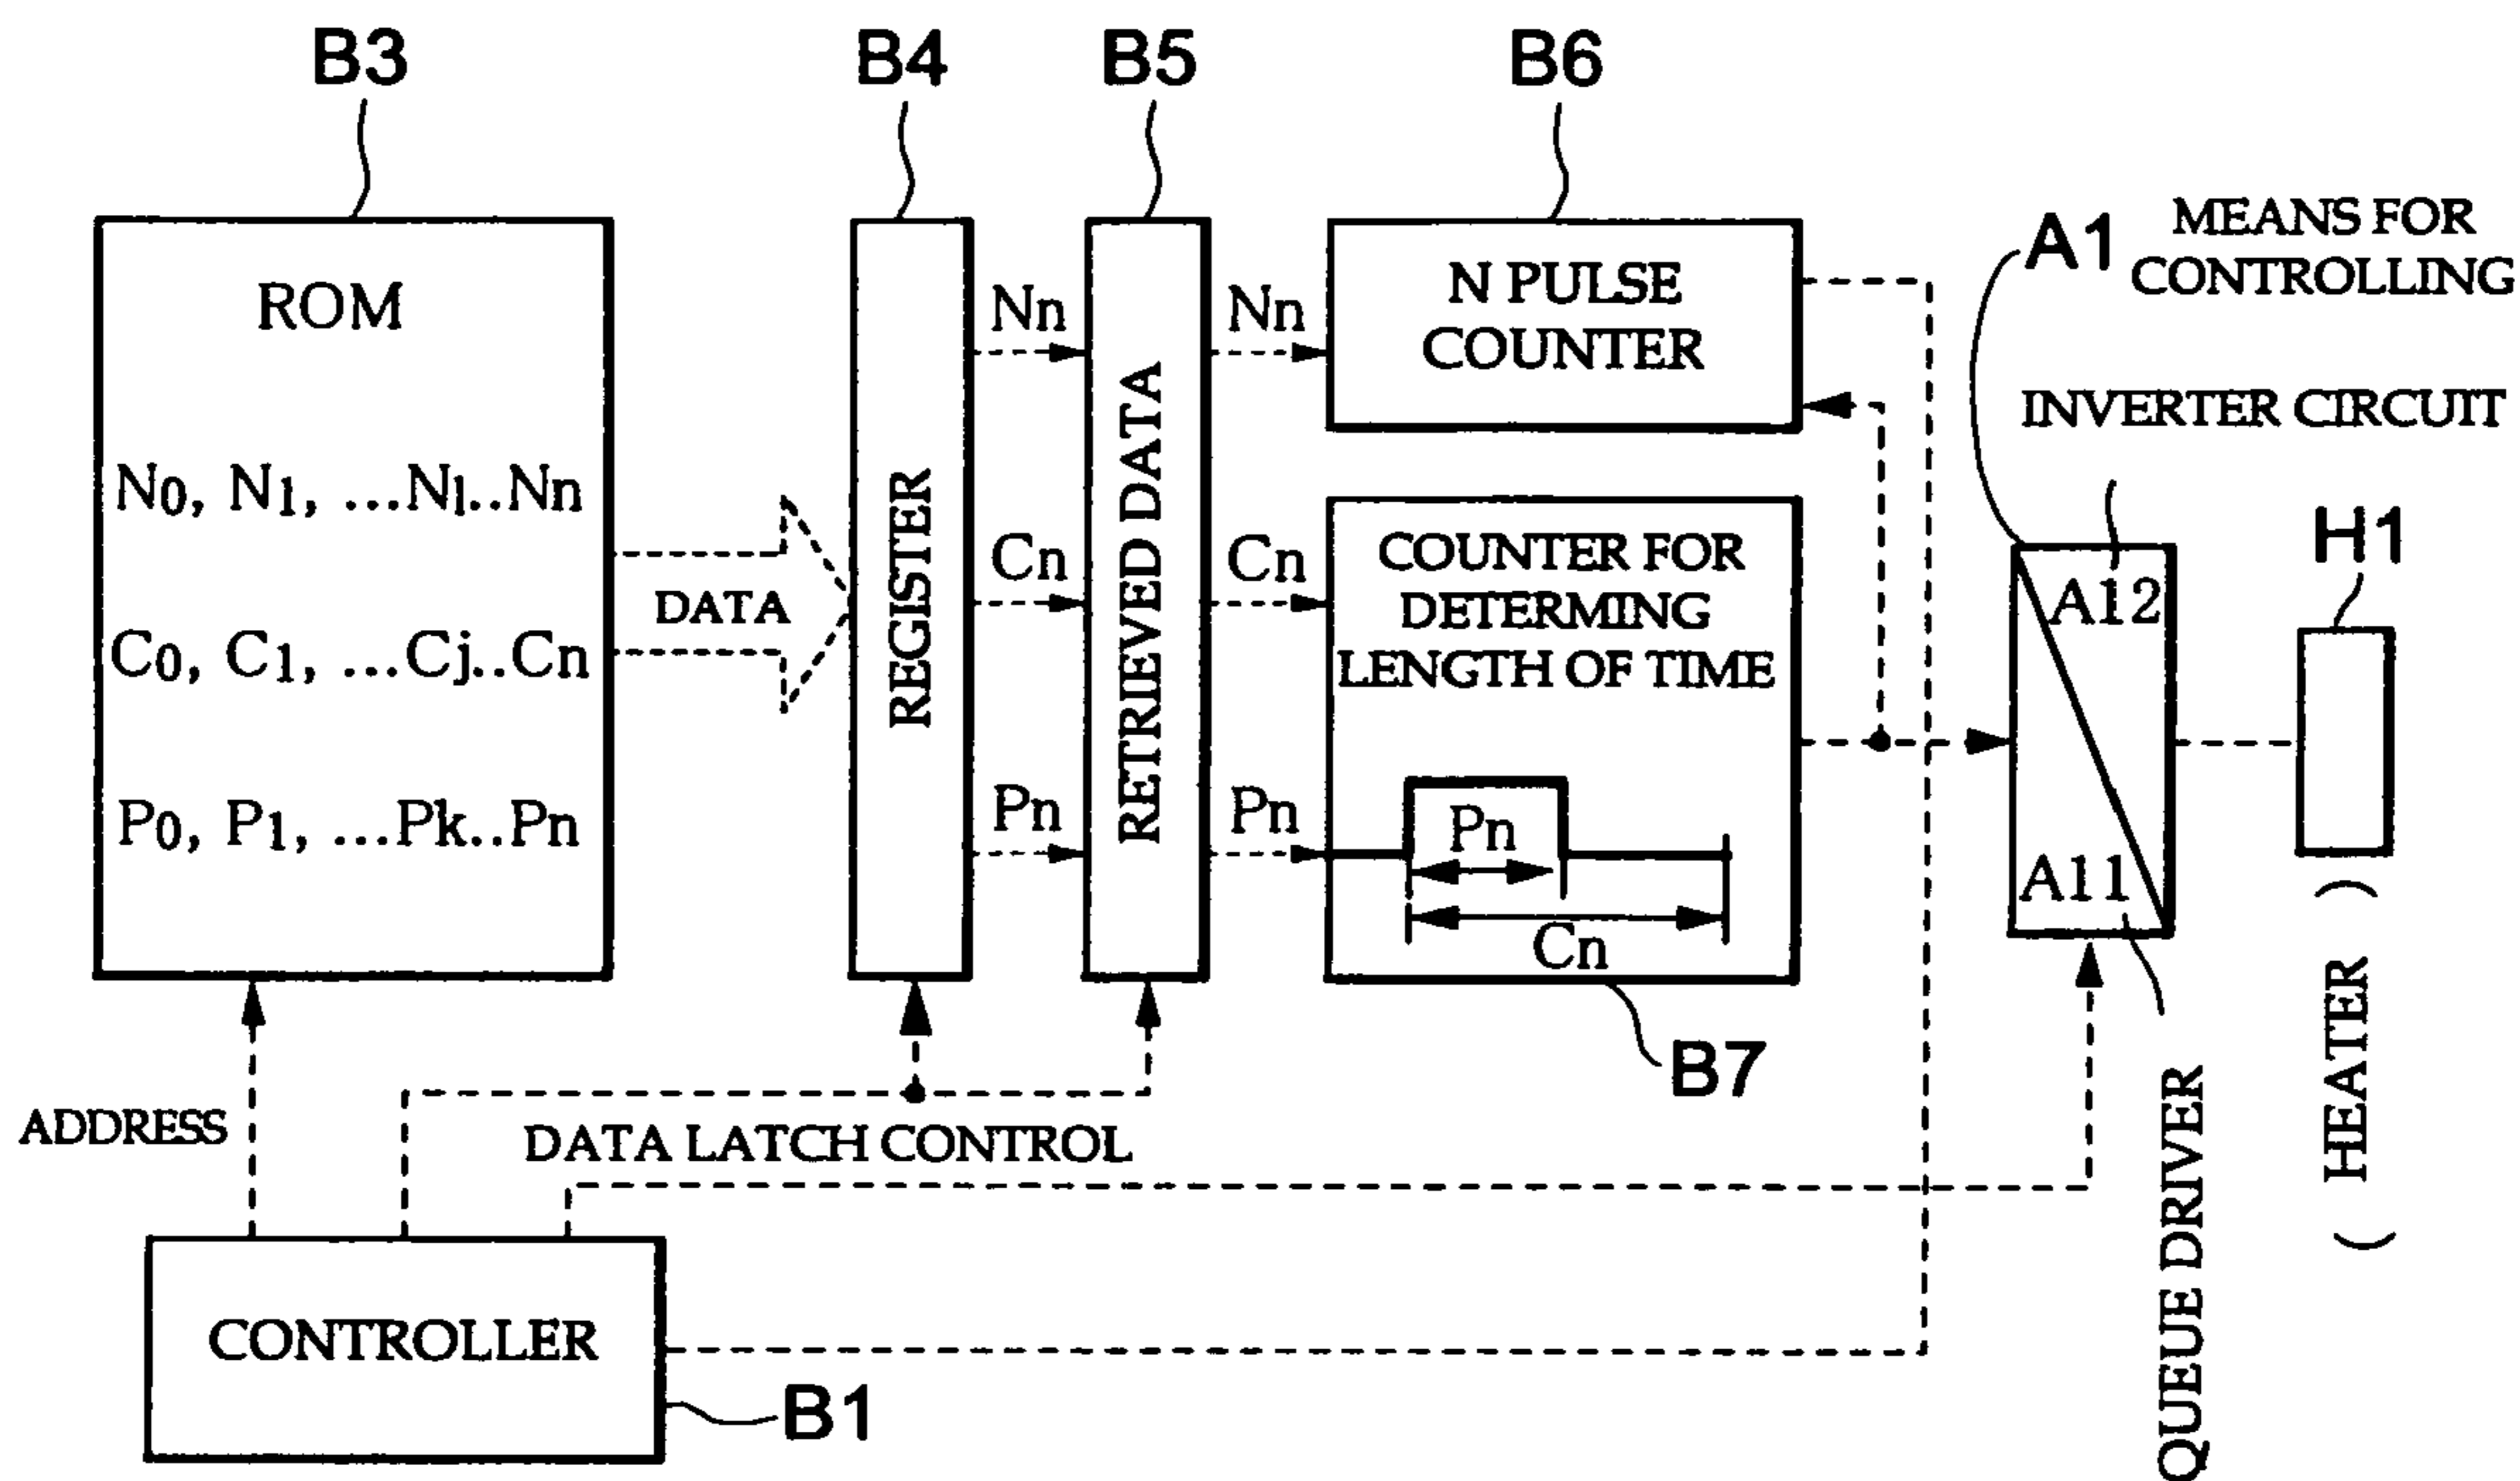 B3
B4
B5
B6
A1
MEANS FOR
CONTROLLING
ROM
N0, N1, ...Nl..Nn
C0, C1, ...Cj..Cn
P0, P1, ...Pk..Pn
DATA
REGISTER
Nn
Cn
Pn
RETRIEVED DATA
Nn
Cn
Pn
N PULSE
COUNTER
COUNTER FOR
DETERMING
LENGTH OF TIME
Pn
Cn
B7
INVERTER CIRCUIT
A12
A11
H1
( HEATER )
QUEUE DRIVER
ADDRESS
DATA LATCH CONTROL
CONTROLLER
B1